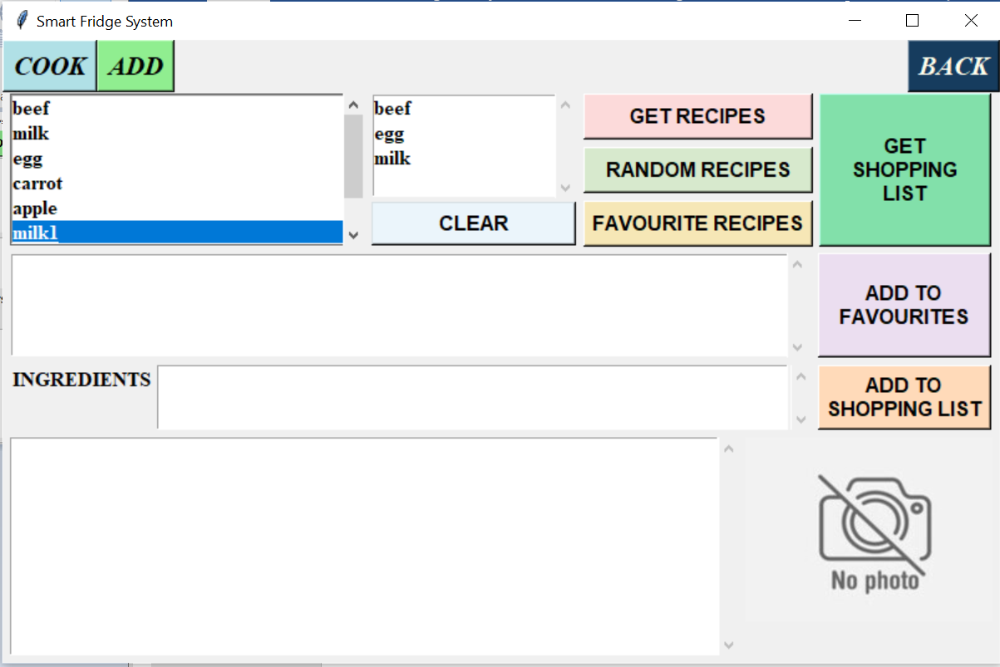 Smart Fridge System
COOK
ADD
BACK
beef
milk
egg
carrot
apple
milk1
beef
egg
milk
CLEAR
GET RECIPES
RANDOM RECIPES
FAVOURITE RECIPES
GET
SHOPPING
LIST
ADD TO
FAVOURITES
INGREDIENTS
ADD TO
SHOPPING LIST
No photo